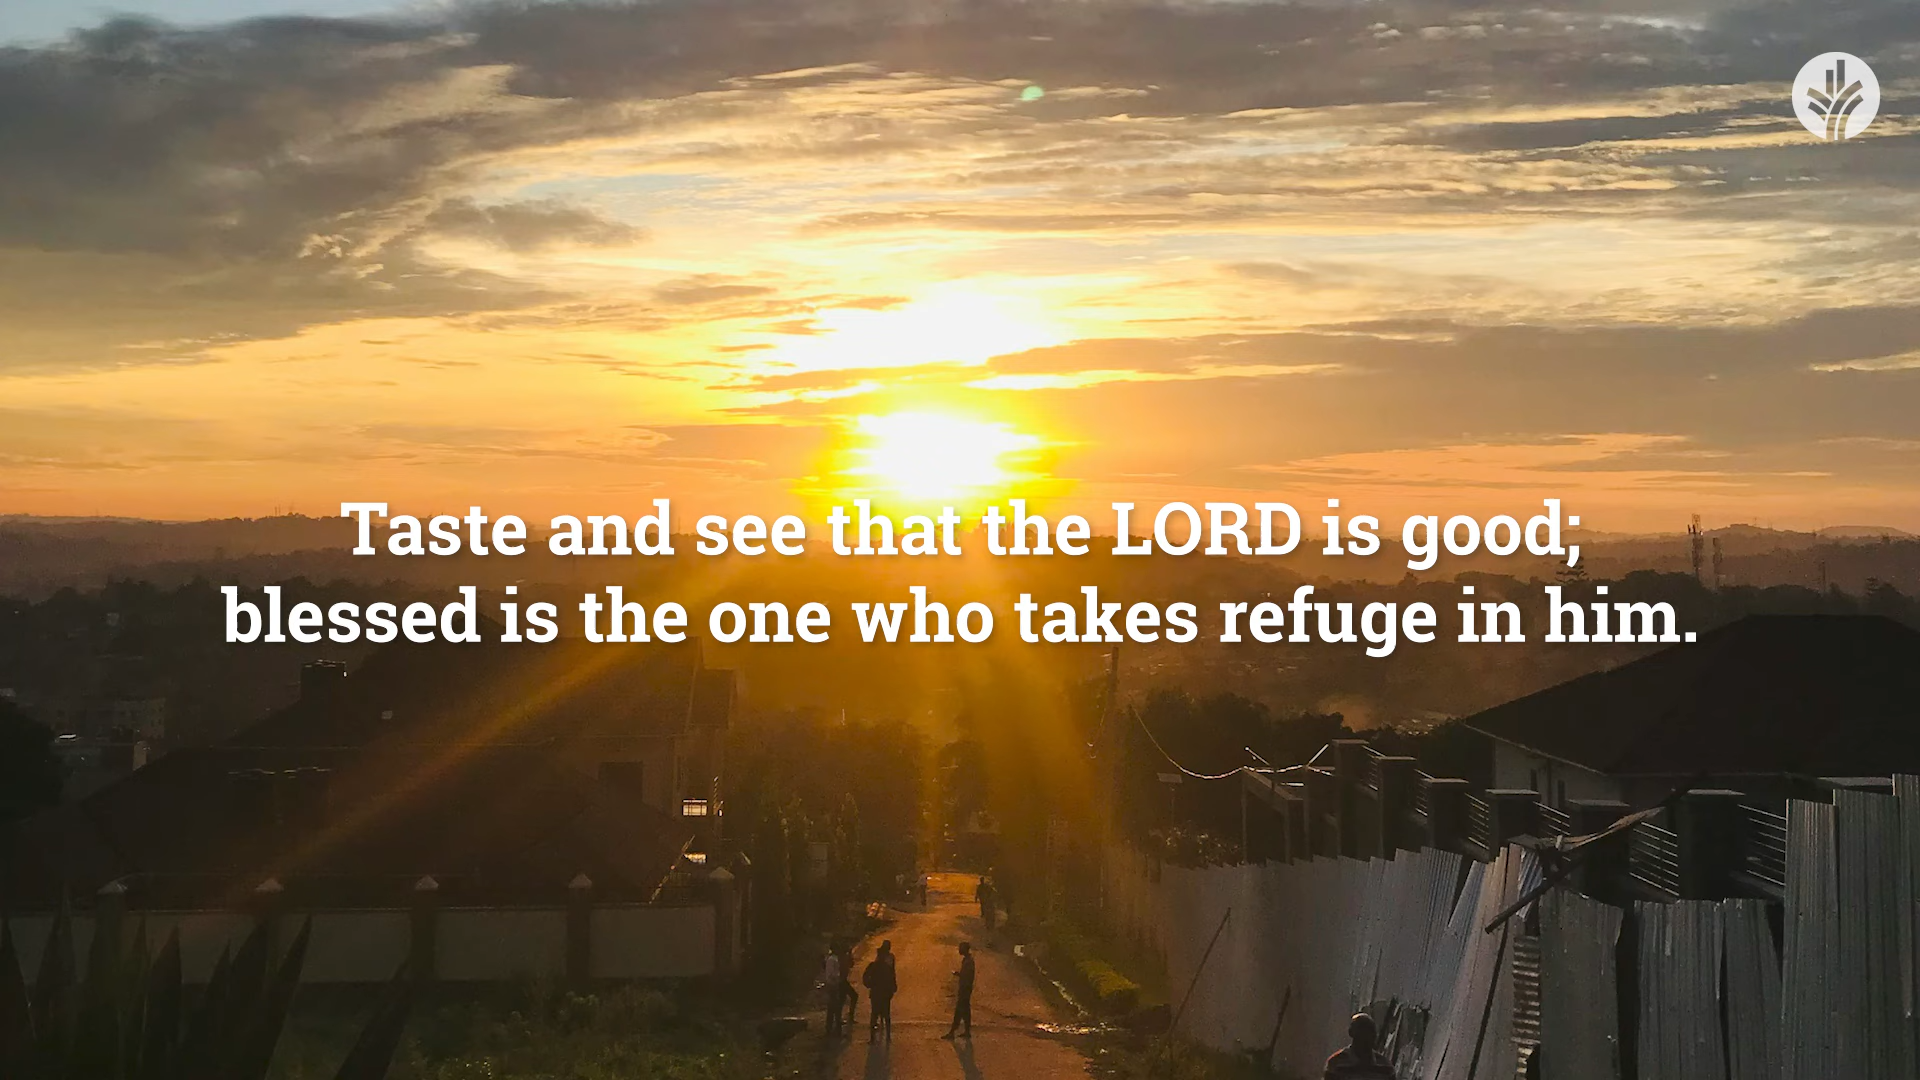 Taste and see that the LORD is good;
blessed is the one who takes refuge in him.